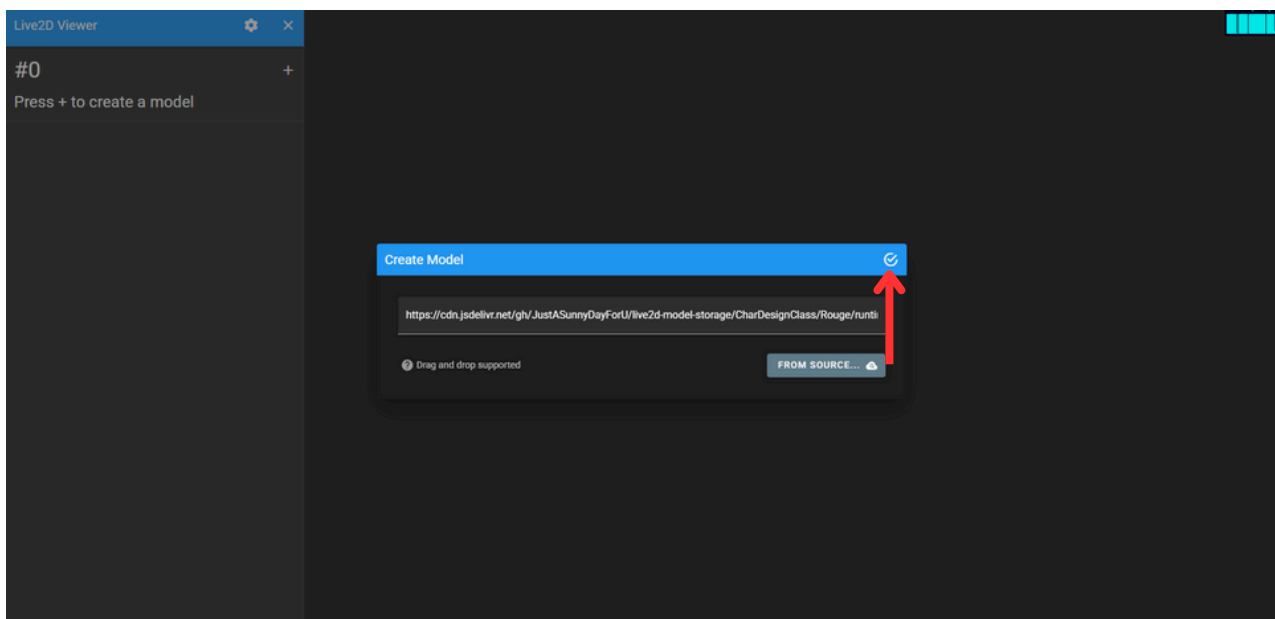 Live2D Viewer
#0
Press + to create a model
Create Model
https://cdn.jsdelivr.net/gh/JustASunnyDayForU/live2d-model-storage/CharDesignClass/Rouge/runti
Drag and drop supported
FROM SOURCE...